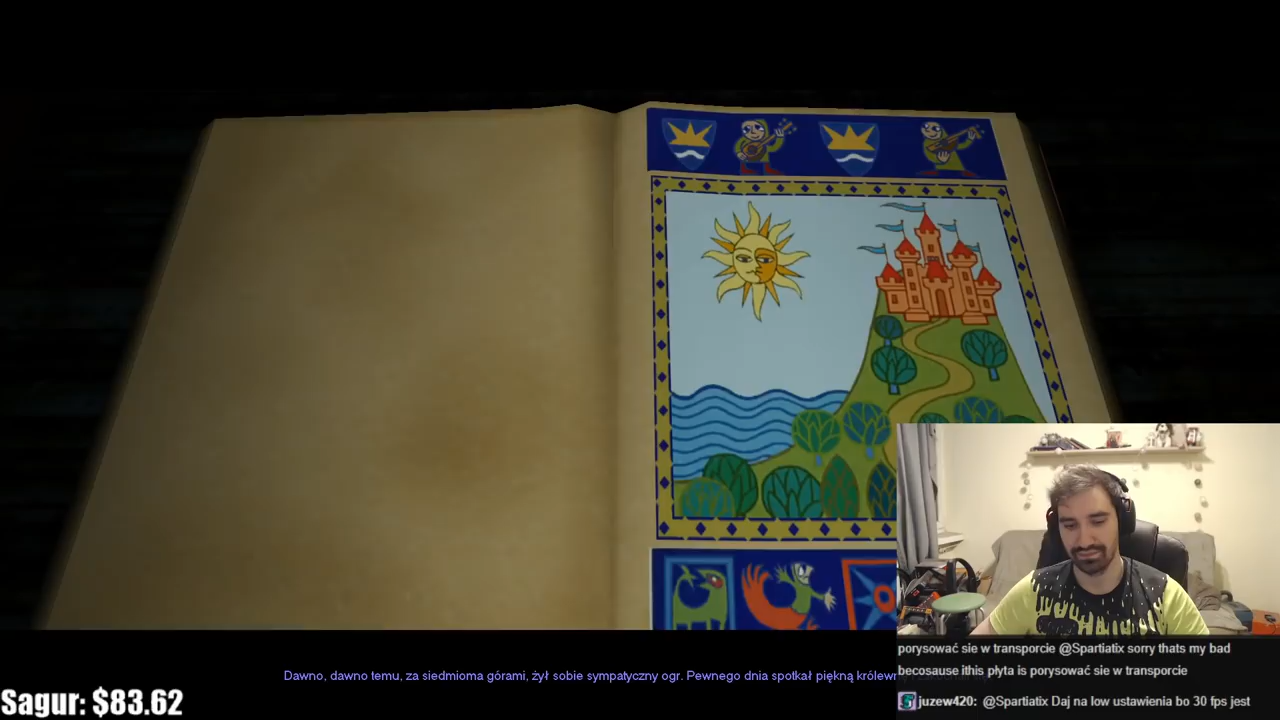 porysować sie w transporcie @Spartiatix sorry thats my bad
becosause ithis płyta is porysować sie w transporcie
Dawno, dawno temu, za siedmioma górami, żył sobie sympatyczny ogr. Pewnego dnia spotkał piękną królewn
Sagur: $83.62
juzew420: @Spartiatix Daj na low ustawienia bo 30 fps jest